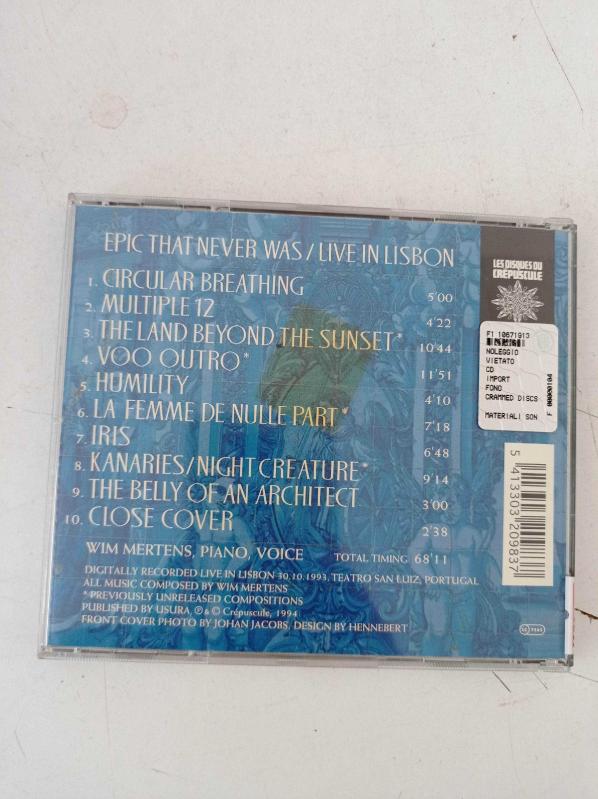 EPIC THAT NEVER WAS / LIVE IN LISBON
1. CIRCULAR BREATHING 5'00
2. MULTIPLE 12 4'22
3. THE LAND BEYOND THE SUNSET* 10'44
4. VOO OUTRO* 11'51
5. HUMILITY 4'10
6. LA FEMME DE NULLE PART* 7'18
7. IRIS 6'48
8. KANARIES/NIGHT CREATURE* 9'14
9. THE BELLY OF AN ARCHITECT 3'00
10. CLOSE COVER 2'38
WIM MERTENS, PIANO, VOICE TOTAL TIMING 68'11
DIGITALLY RECORDED LIVE IN LISBON 30.10.1993, TEATRO SAN LUIZ, PORTUGAL
ALL MUSIC COMPOSED BY WIM MERTENS
* PREVIOUSLY UNRELEASED COMPOSITIONS
PUBLISHED BY USURA, ℗ & © Crépuscule, 1994
FRONT COVER PHOTO BY JOHAN JACOBS, DESIGN BY HENNEBERT
LES DISQUES DU
CRÉPUSCULE
F1 10671913
NOLEGGIO
VIETATO
CD
IMPORT
FONO
CRAMMED DISCS
MATERIALI SON
5 413303 209837